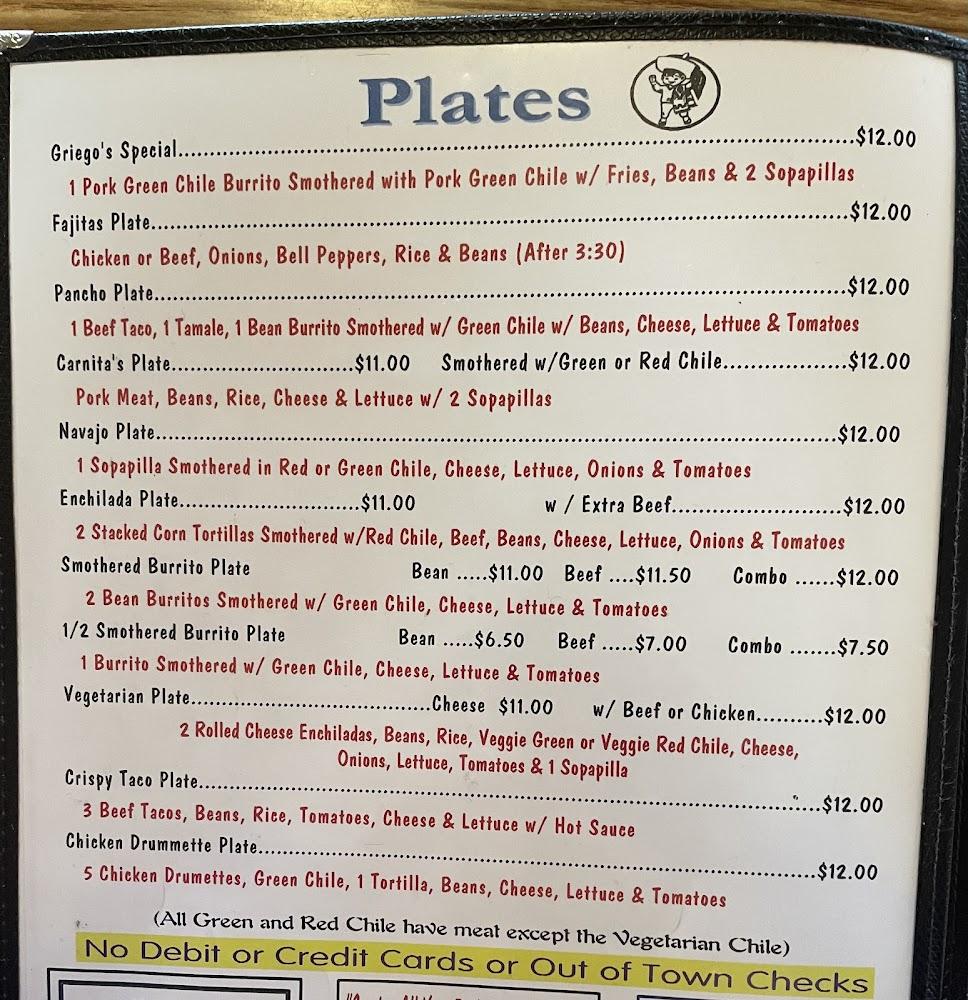 Plates
Griego's Special..........$12.00
1 Pork Green Chile Burrito Smothered with Pork Green Chile w/ Fries, Beans & 2 Sopapillas
Fajitas Plate..........$12.00
Chicken or Beef, Onions, Bell Peppers, Rice & Beans (After 3:30)
Pancho Plate..........$12.00
1 Beef Taco, 1 Tamale, 1 Bean Burrito Smothered w/ Green Chile w/ Beans, Cheese, Lettuce & Tomatoes
Carnita's Plate..........$11.00 Smothered w/Green or Red Chile..........$12.00
Pork Meat, Beans, Rice, Cheese & Lettuce w/ 2 Sopapillas
Navajo Plate..........$12.00
1 Sopapilla Smothered in Red or Green Chile, Cheese, Lettuce, Onions & Tomatoes
Enchilada Plate..........$11.00 w / Extra Beef..........$12.00
2 Stacked Corn Tortillas Smothered w/Red Chile, Beef, Beans, Cheese, Lettuce, Onions & Tomatoes
Smothered Burrito Plate Bean .....$11.00 Beef ....$11.50 Combo ......$12.00
2 Bean Burritos Smothered w/ Green Chile, Cheese, Lettuce & Tomatoes
1/2 Smothered Burrito Plate Bean .....$6.50 Beef .....$7.00 Combo .......$7.50
1 Burrito Smothered w/ Green Chile, Cheese, Lettuce & Tomatoes
Vegetarian Plate..........Cheese $11.00 w/ Beef or Chicken..........$12.00
2 Rolled Cheese Enchiladas, Beans, Rice, Veggie Green or Veggie Red Chile, Cheese,
Onions, Lettuce, Tomatoes & 1 Sopapilla
Crispy Taco Plate..........$12.00
3 Beef Tacos, Beans, Rice, Tomatoes, Cheese & Lettuce w/ Hot Sauce
Chicken Drummette Plate..........$12.00
5 Chicken Drumettes, Green Chile, 1 Tortilla, Beans, Cheese, Lettuce & Tomatoes
(All Green and Red Chile have meat except the Vegetarian Chile)
No Debit or Credit Cards or Out of Town Checks